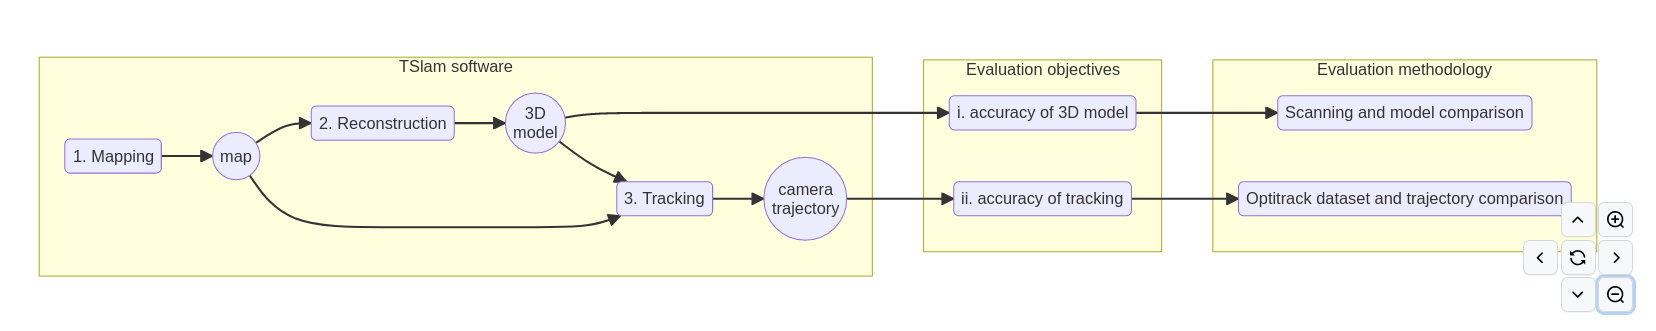 TSlam software
1. Mapping
map
2. Reconstruction
3D
model
3. Tracking
camera
trajectory
Evaluation objectives
i. accuracy of 3D model
ii. accuracy of tracking
Evaluation methodology
Scanning and model comparison
Optitrack dataset and trajectory comparison